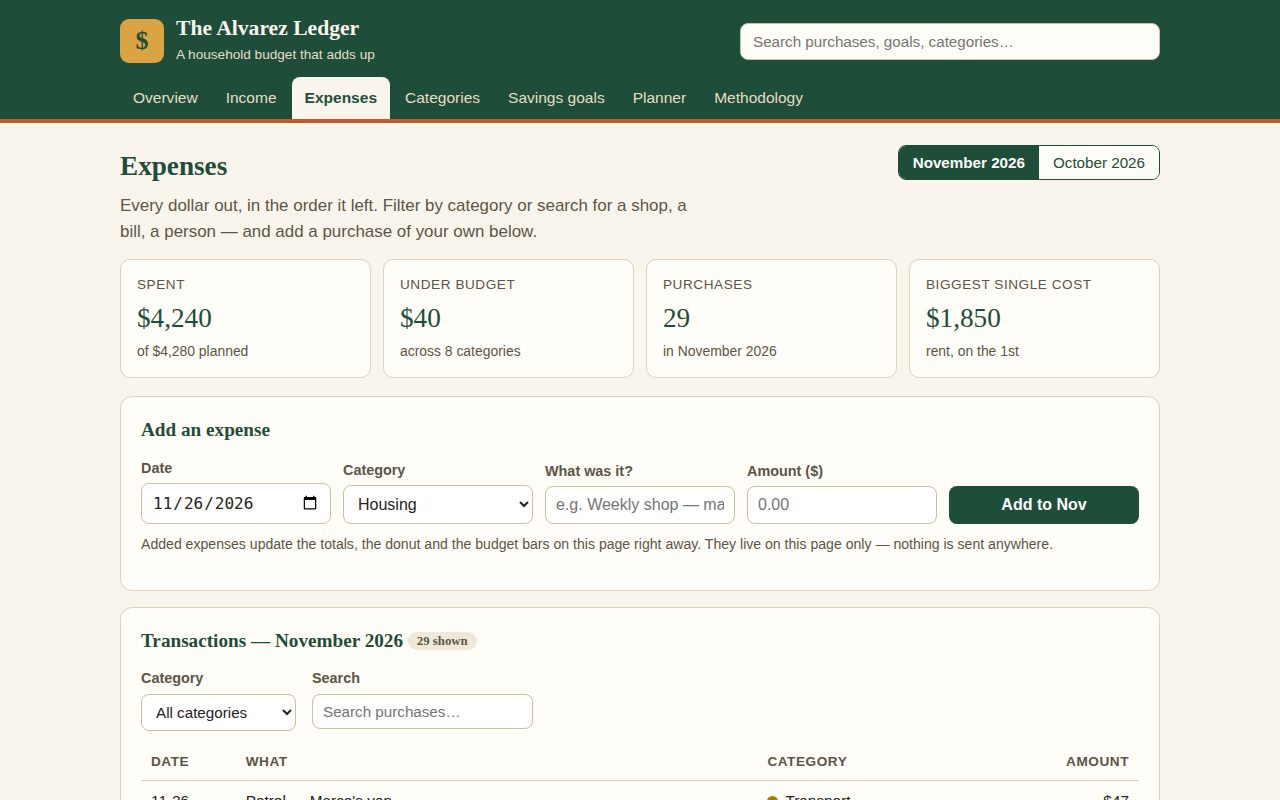 $
The Alvarez Ledger
A household budget that adds up
Search purchases, goals, categories…
Overview Income Expenses Categories Savings goals Planner Methodology
Expenses
November 2026 October 2026
Every dollar out, in the order it left. Filter by category or search for a shop, a
bill, a person — and add a purchase of your own below.
SPENT
$4,240
of $4,280 planned
UNDER BUDGET
$40
across 8 categories
PURCHASES
29
in November 2026
BIGGEST SINGLE COST
$1,850
rent, on the 1st
Add an expense
Date
11/26/2026
Category
Housing
What was it?
e.g. Weekly shop — ma
Amount ($)
0.00
Add to Nov
Added expenses update the totals, the donut and the budget bars on this page right away. They live on this page only — nothing is sent anywhere.
Transactions — November 2026 29 shown
Category
All categories
Search
Search purchases…
DATE WHAT CATEGORY AMOUNT
11-26 Petrol — Marco's van Transport $47